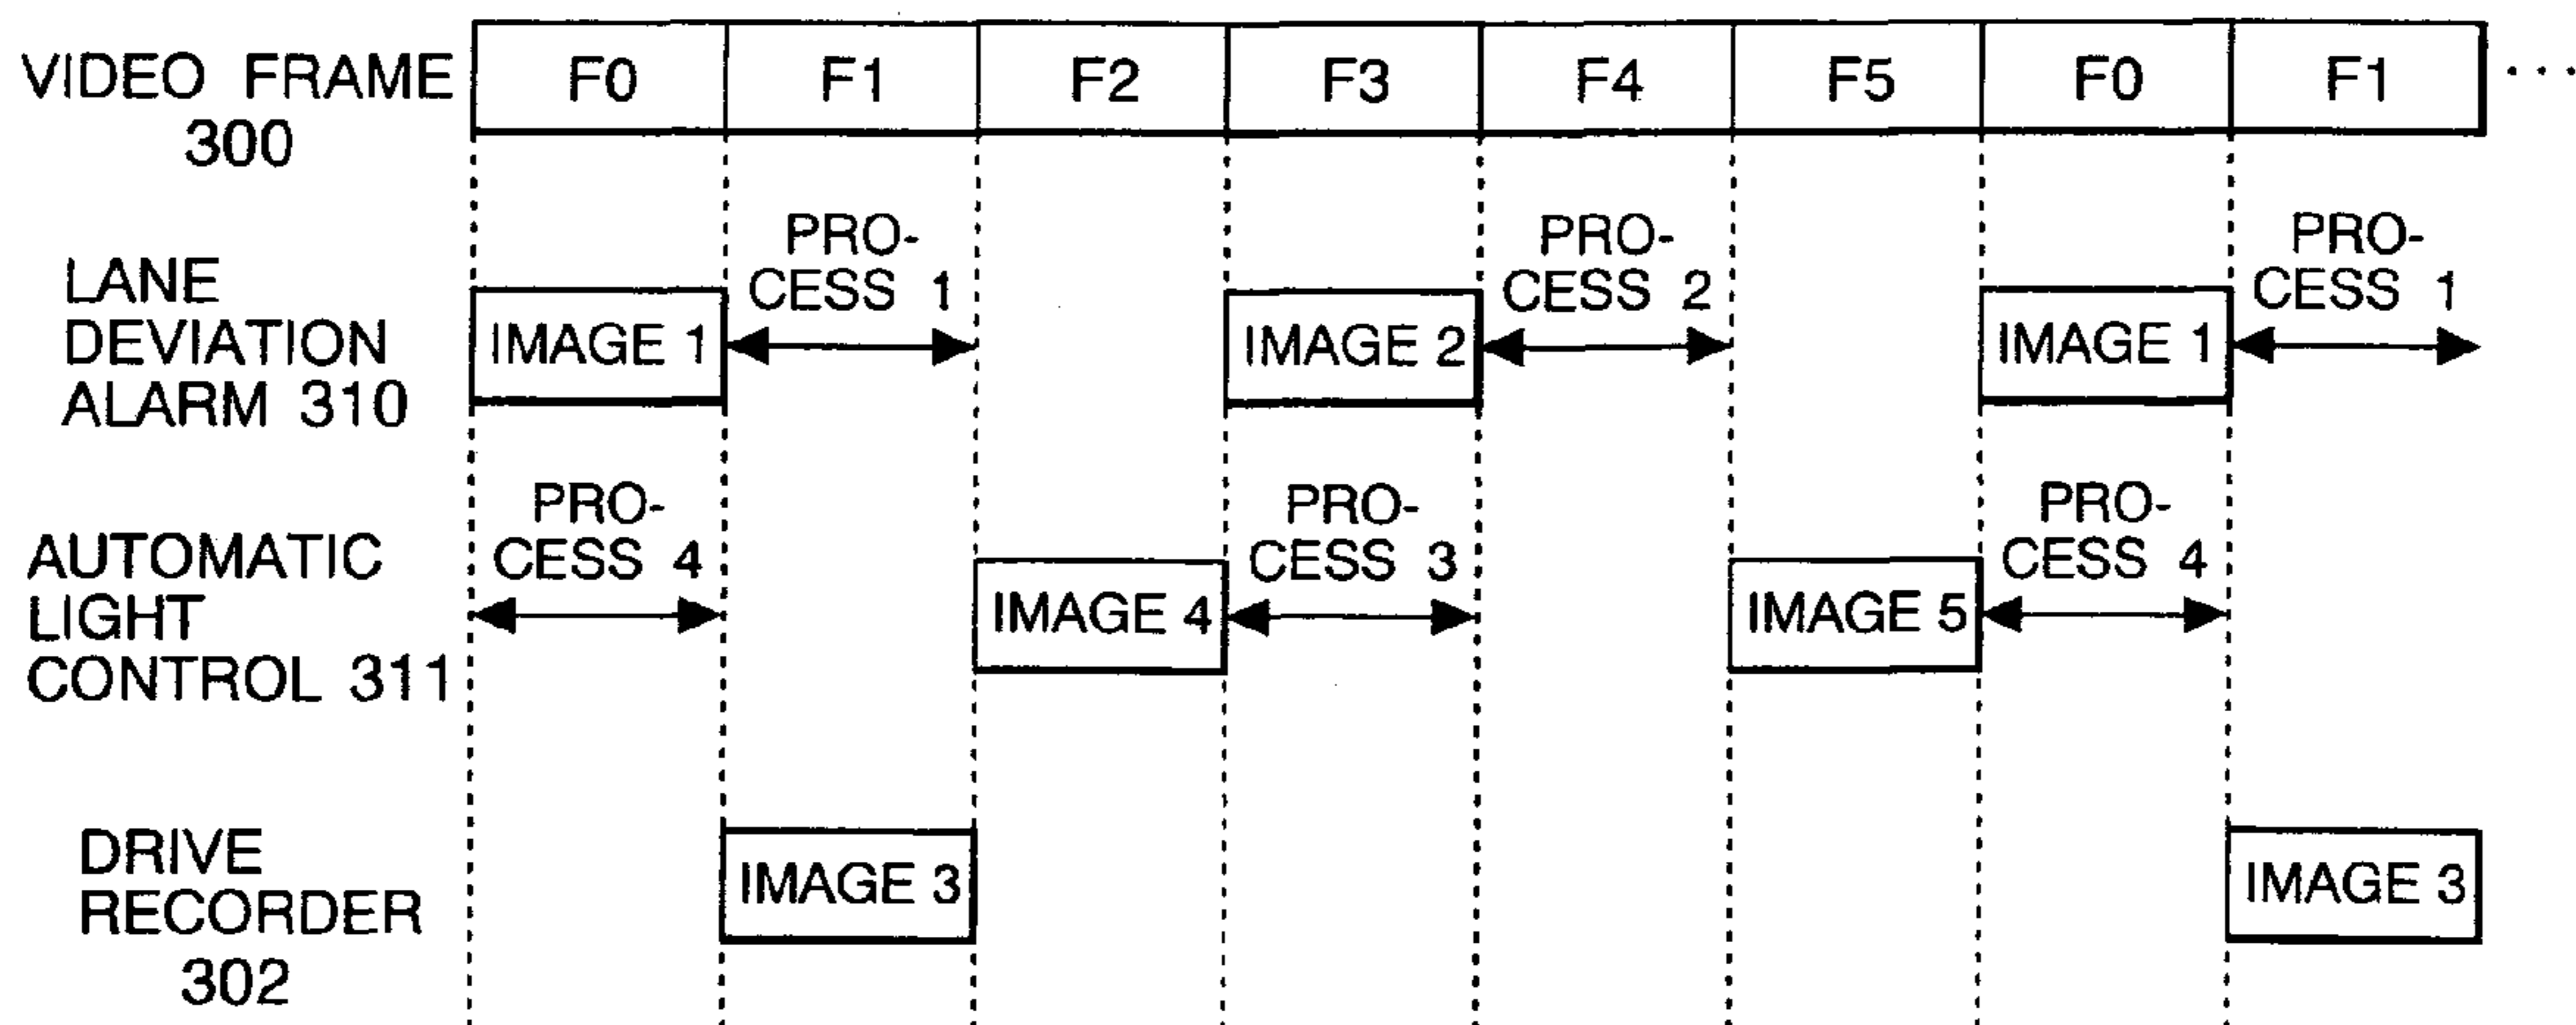 VIDEO FRAME 300
F0 F1 F2 F3 F4 F5 F0 F1 ...
LANE DEVIATION ALARM 310
IMAGE 1
PRO-
CESS 1
IMAGE 2
PRO-
CESS 2
IMAGE 1
PRO-
CESS 1
AUTOMATIC LIGHT CONTROL 311
PRO-
CESS 4
IMAGE 4
PRO-
CESS 3
IMAGE 5
PRO-
CESS 4
DRIVE RECORDER 302
IMAGE 3
IMAGE 3